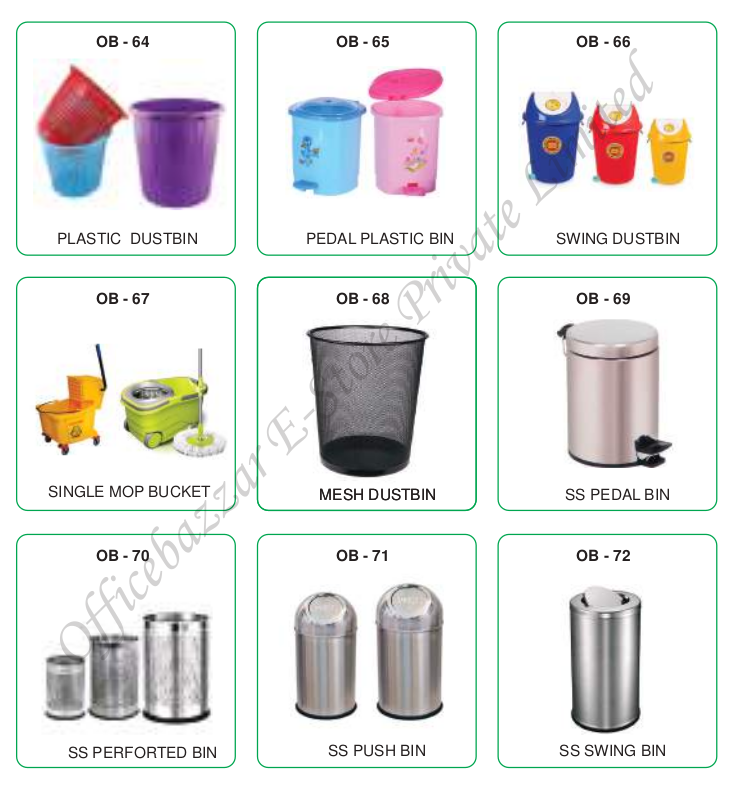 OB - 64
OB - 65
OB - 66
PLASTIC DUSTBIN
PEDAL PLASTIC BIN
SWING DUSTBIN
OB - 67
OB - 68
OB - 69
SINGLE MOP BUCKET
MESH DUSTBIN
SS PEDAL BIN
OB - 70
OB - 71
OB - 72
SS PERFORTED BIN
SS PUSH BIN
SS SWING BIN
Officebazzar E-Store Private Limited